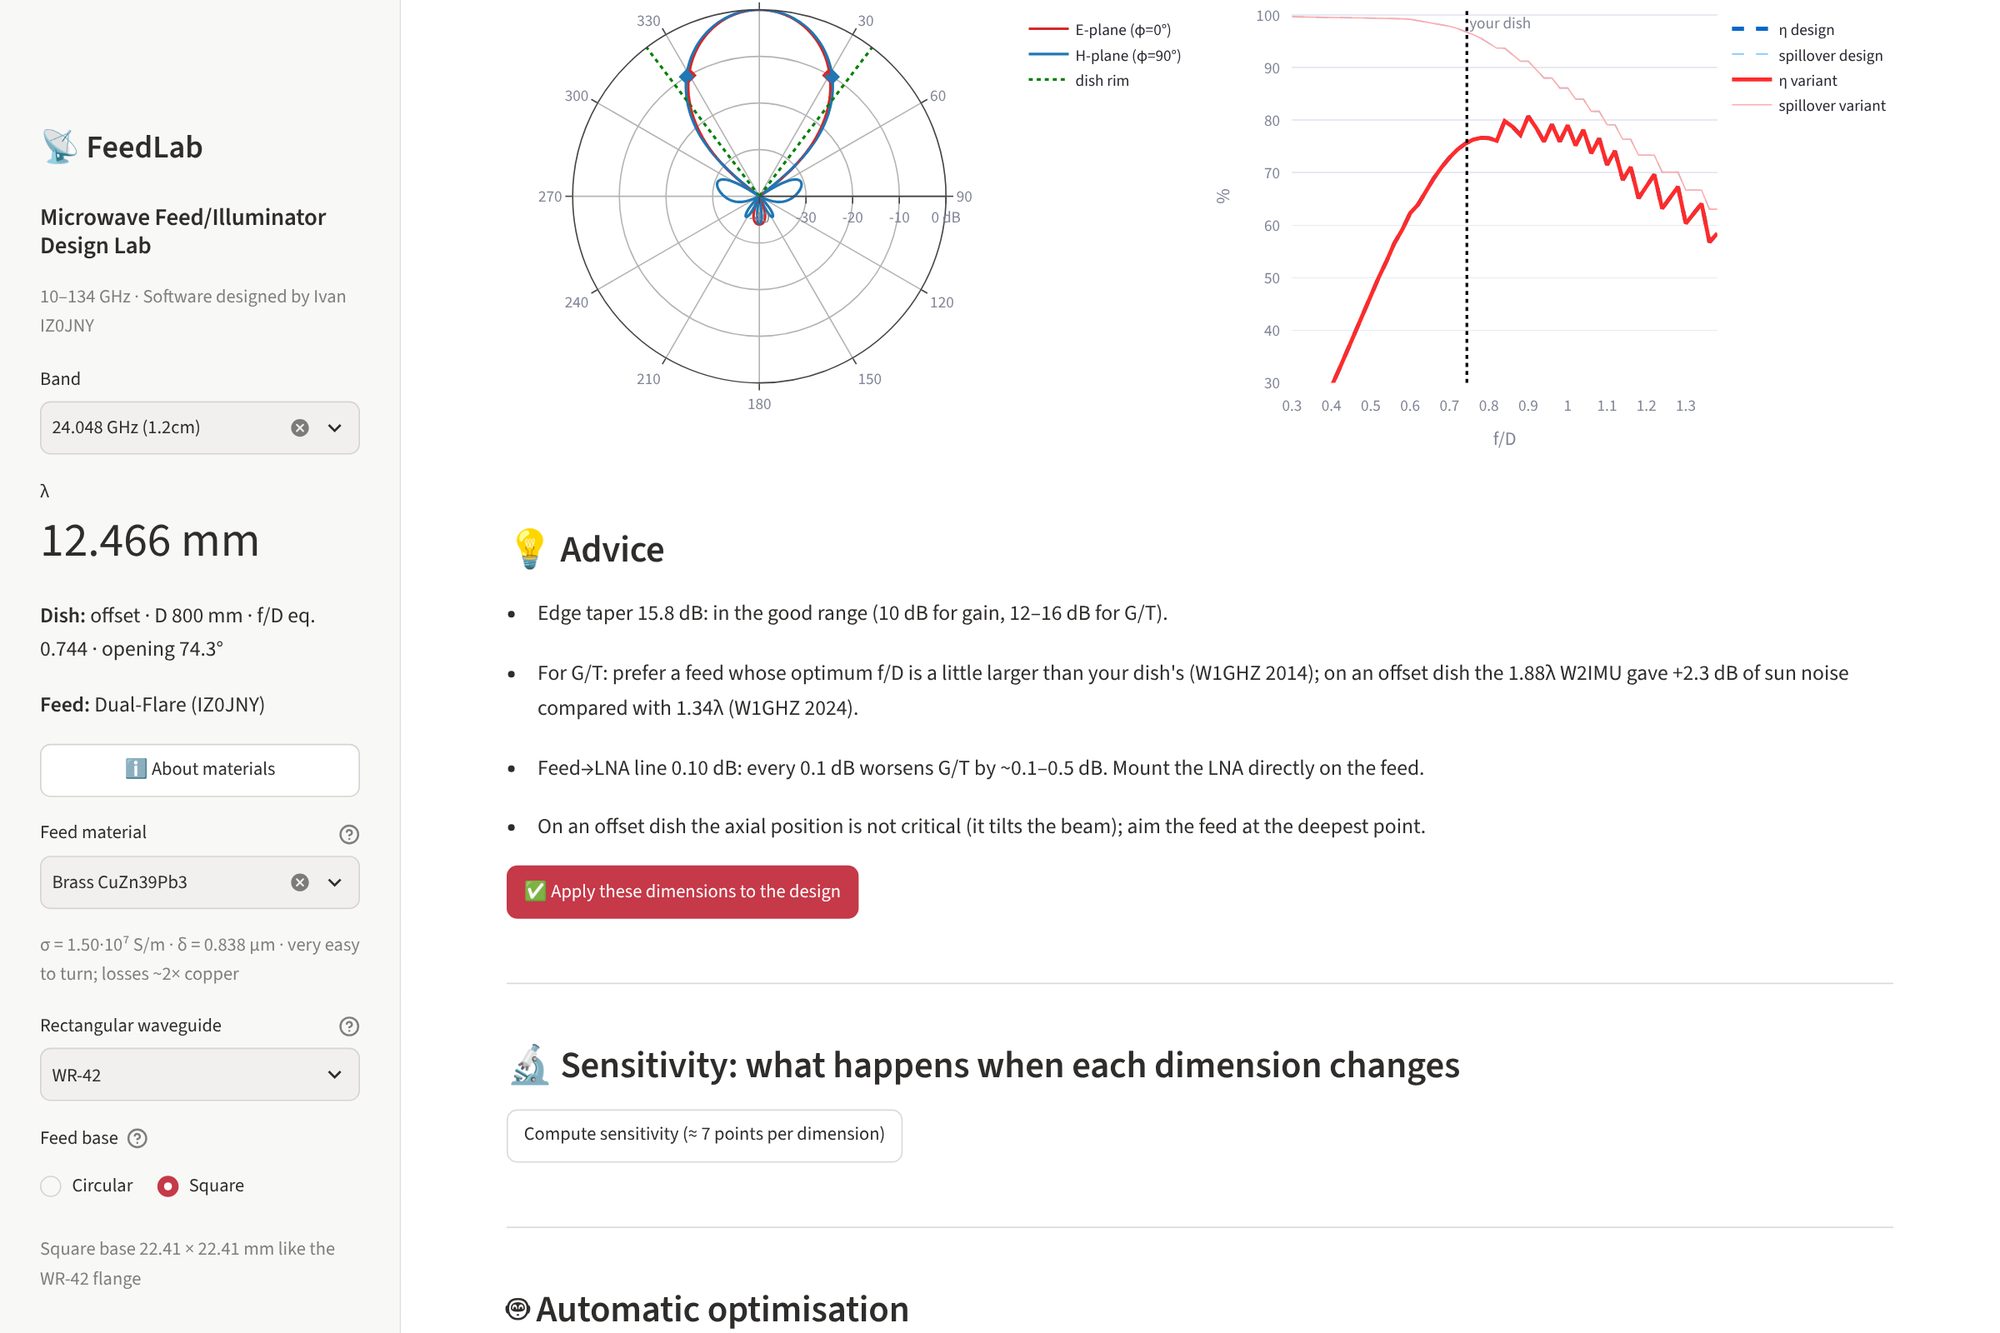 FeedLab
Microwave Feed/Illuminator
Design Lab
10–134 GHz · Software designed by Ivan
IZ0JNY
Band
24.048 GHz (1.2cm)
λ
12.466 mm
Dish: offset · D 800 mm · f/D eq.
0.744 · opening 74.3°
Feed: Dual-Flare (IZ0JNY)
About materials
Feed material
Brass CuZn39Pb3
σ = 1.50·10⁷ S/m · δ = 0.838 µm · very easy
to turn; losses ~2× copper
Rectangular waveguide
WR-42
Feed base
Circular
Square
Square base 22.41 × 22.41 mm like the
WR-42 flange
330
30
300
60
270
90
-30
-20
-10
0 dB
240
120
210
150
180
E-plane (ϕ=0°)
H-plane (ϕ=90°)
dish rim
100
90
80
70
60
50
40
30
%
your dish
0.3
0.4
0.5
0.6
0.7
0.8
0.9
1
1.1
1.2
1.3
f/D
η design
spillover design
η variant
spillover variant
Advice
Edge taper 15.8 dB: in the good range (10 dB for gain, 12–16 dB for G/T).
For G/T: prefer a feed whose optimum f/D is a little larger than your dish's (W1GHZ 2014); on an offset dish the 1.88λ W2IMU gave +2.3 dB of sun noise
compared with 1.34λ (W1GHZ 2024).
Feed→LNA line 0.10 dB: every 0.1 dB worsens G/T by ~0.1–0.5 dB. Mount the LNA directly on the feed.
On an offset dish the axial position is not critical (it tilts the beam); aim the feed at the deepest point.
Apply these dimensions to the design
Sensitivity: what happens when each dimension changes
Compute sensitivity (≈ 7 points per dimension)
Automatic optimisation